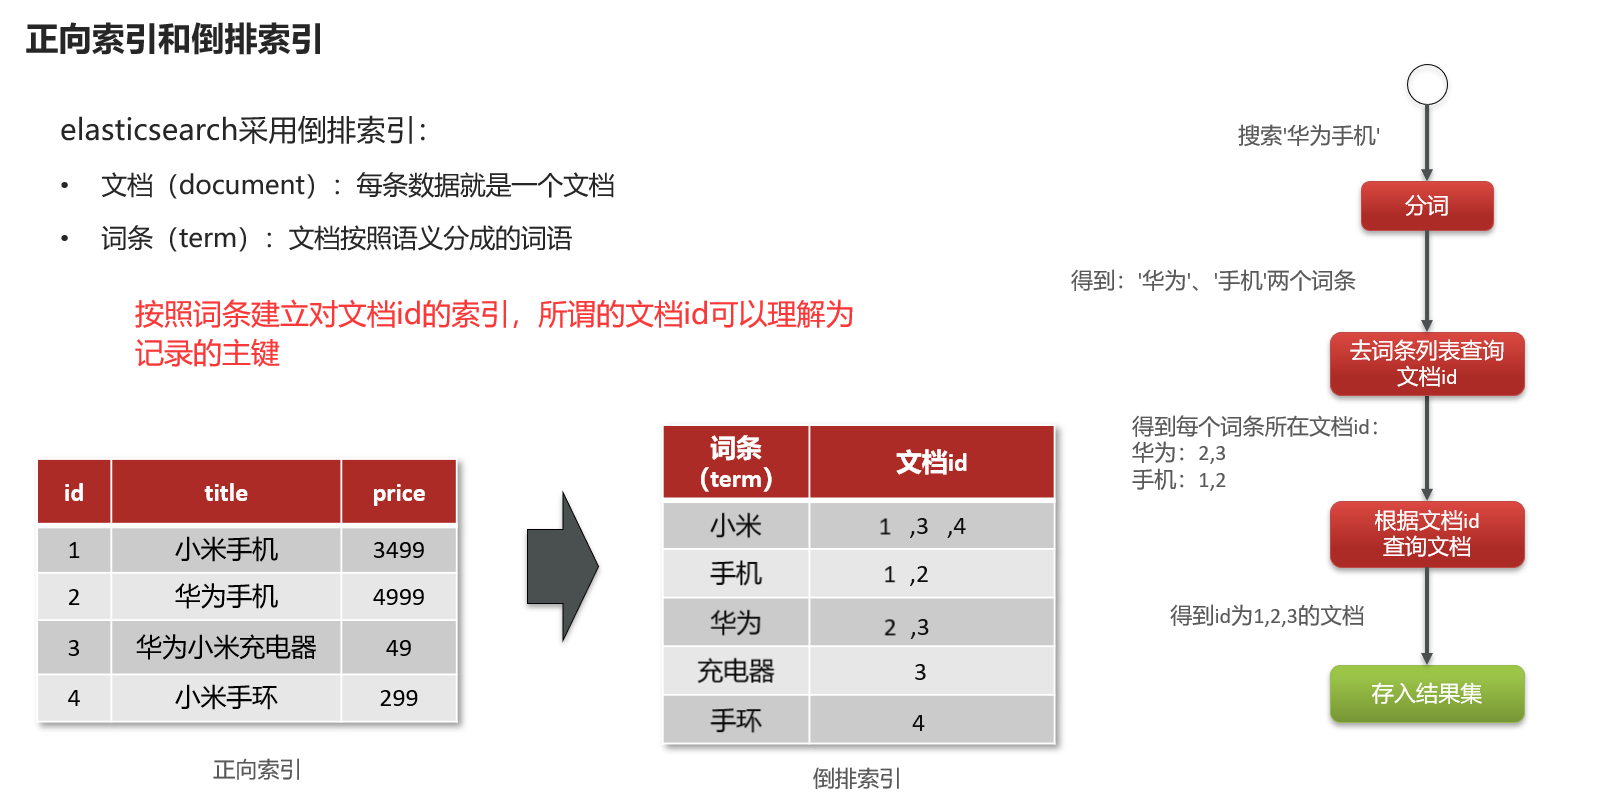 正向索引和倒排索引
elasticsearch采用倒排索引：
• 文档（document）：每条数据就是一个文档
• 词条（term）：文档按照语义分成的词语
按照词条建立对文档id的索引，所谓的文档id可以理解为
记录的主键
id title price
1 小米手机 3499
2 华为手机 4999
3 华为小米充电器 49
4 小米手环 299
正向索引
词条
（term）
文档id
小米 1 ,3 ,4
手机 1 ,2
华为 2 ,3
充电器 3
手环 4
倒排索引
搜索'华为手机'
分词
得到：'华为'、'手机'两个词条
去词条列表查询
文档id
得到每个词条所在文档id：
华为：2,3
手机：1,2
根据文档id
查询文档
得到id为1,2,3的文档
存入结果集